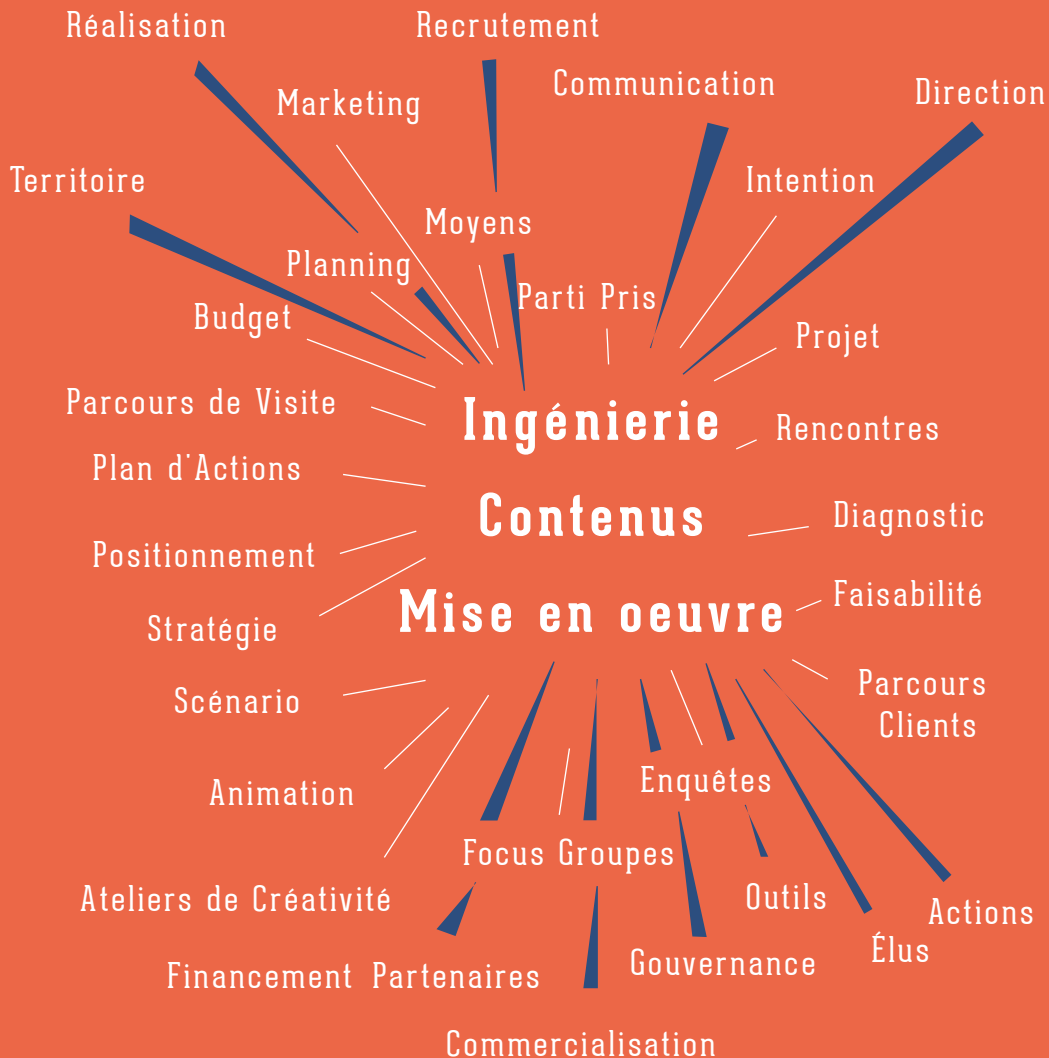 Réalisation
Recrutement
Communication
Direction
Marketing
Territoire
Intention
Moyens
Planning
Parti Pris
Budget
Projet
Parcours de Visite
Ingénierie
Rencontres
Plan d'Actions
Contenus
Diagnostic
Positionnement
Faisabilité
Mise en oeuvre
Stratégie
Scénario
Parcours
Clients
Enquêtes
Animation
Focus Groupes
Ateliers de Créativité
Outils
Actions
Élus
Gouvernance
Financement Partenaires
Commercialisation